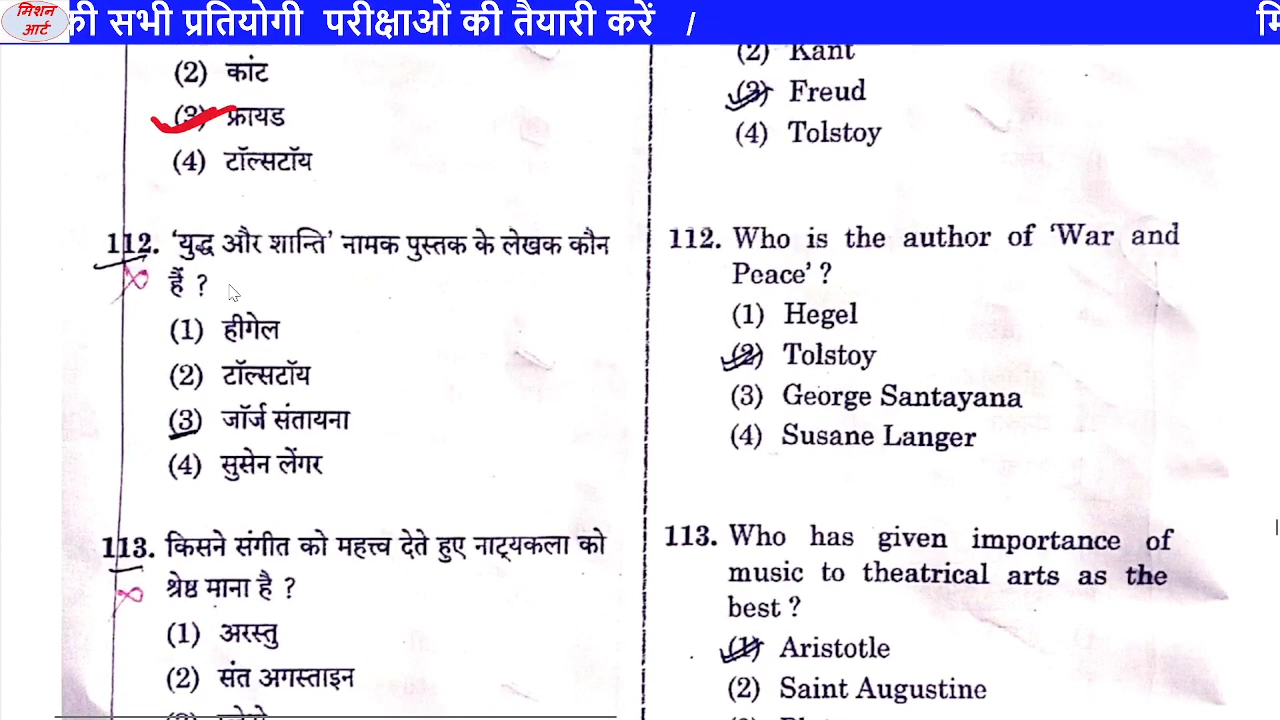 मिशन
आर्ट
की सभी प्रतियोगी परीक्षाओं की तैयारी करें /
मि
(2) कांट
(3) फ्रायड
(4) टॉल्सटॉय
112. ‘युद्ध और शान्ति’ नामक पुस्तक के लेखक कौन
हैं ?
(1) हीगेल
(2) टॉल्सटॉय
(3) जॉर्ज संतायना
(4) सुसेन लेंगर
113. किसने संगीत को महत्त्व देते हुए नाट्यकला को
श्रेष्ठ माना है ?
(1) अरस्तु
(2) संत अगस्ताइन
(2) Kant
(3) Freud
(4) Tolstoy
112. Who is the author of ‘War and
Peace’ ?
(1) Hegel
(2) Tolstoy
(3) George Santayana
(4) Susane Langer
113. Who has given importance of
music to theatrical arts as the
best ?
(1) Aristotle
(2) Saint Augustine